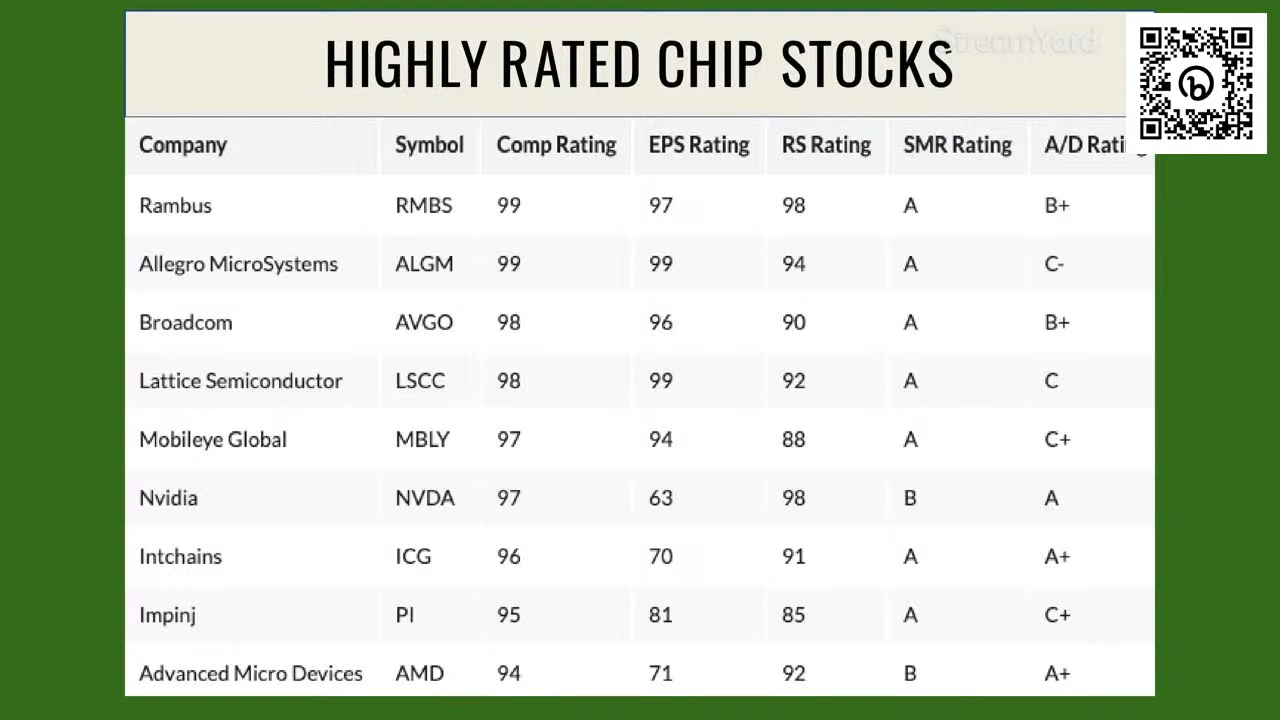 StreamYard
HIGHLY RATED CHIP STOCKS
Company Symbol Comp Rating EPS Rating RS Rating SMR Rating A/D Rating
Rambus RMBS 99 97 98 A B+
Allegro MicroSystems ALGM 99 99 94 A C-
Broadcom AVGO 98 96 90 A B+
Lattice Semiconductor LSCC 98 99 92 A C
Mobileye Global MBLY 97 94 88 A C+
Nvidia NVDA 97 63 98 B A
Intchains ICG 96 70 91 A A+
Impinj PI 95 81 85 A C+
Advanced Micro Devices AMD 94 71 92 B A+